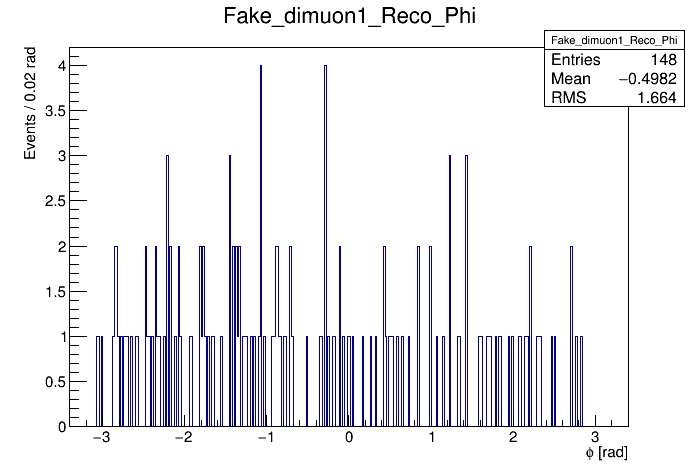 Fake_dimuon1_Reco_Phi
Fake_dimuon1_Reco_Phi
Entries 148
Mean −0.4982
RMS 1.664
Events / 0.02 rad
4
3.5
3
2.5
2
1.5
1
0.5
0
−3 −2 −1 0 1 2 3
ϕ [rad]